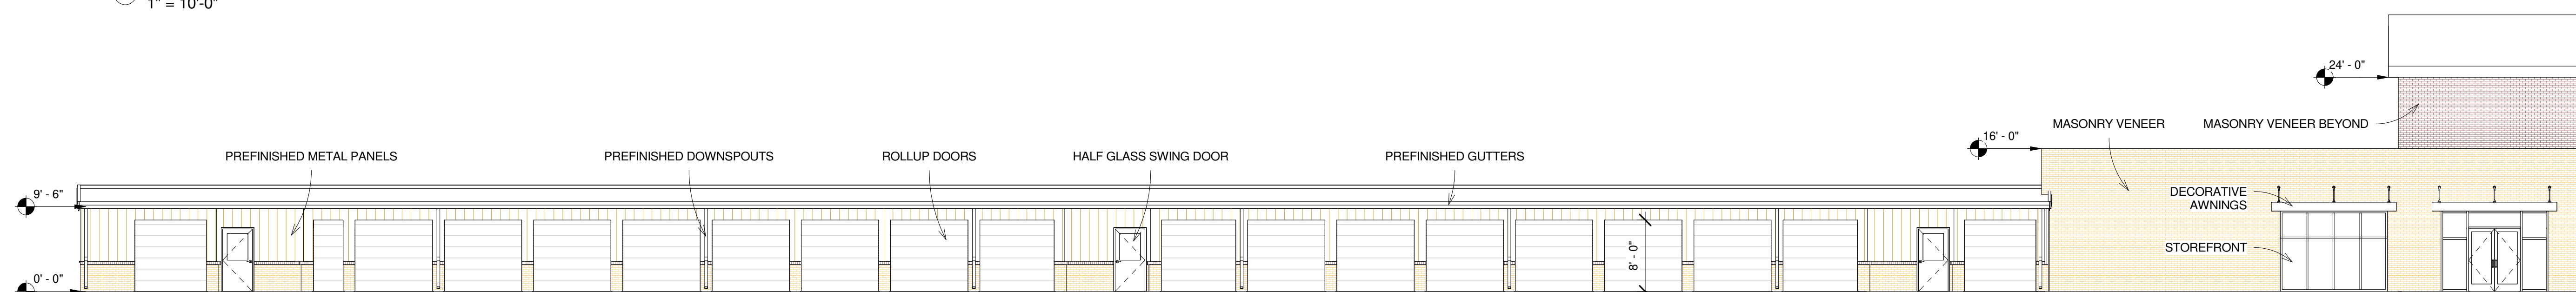 1" = 10'-0"
24' - 0"
MASONRY VENEER
MASONRY VENEER BEYOND
16' - 0"
PREFINISHED METAL PANELS
PREFINISHED DOWNSPOUTS
ROLLUP DOORS
HALF GLASS SWING DOOR
PREFINISHED GUTTERS
9' - 6"
DECORATIVE
AWNINGS
STOREFRONT
8' - 0"
0' - 0"